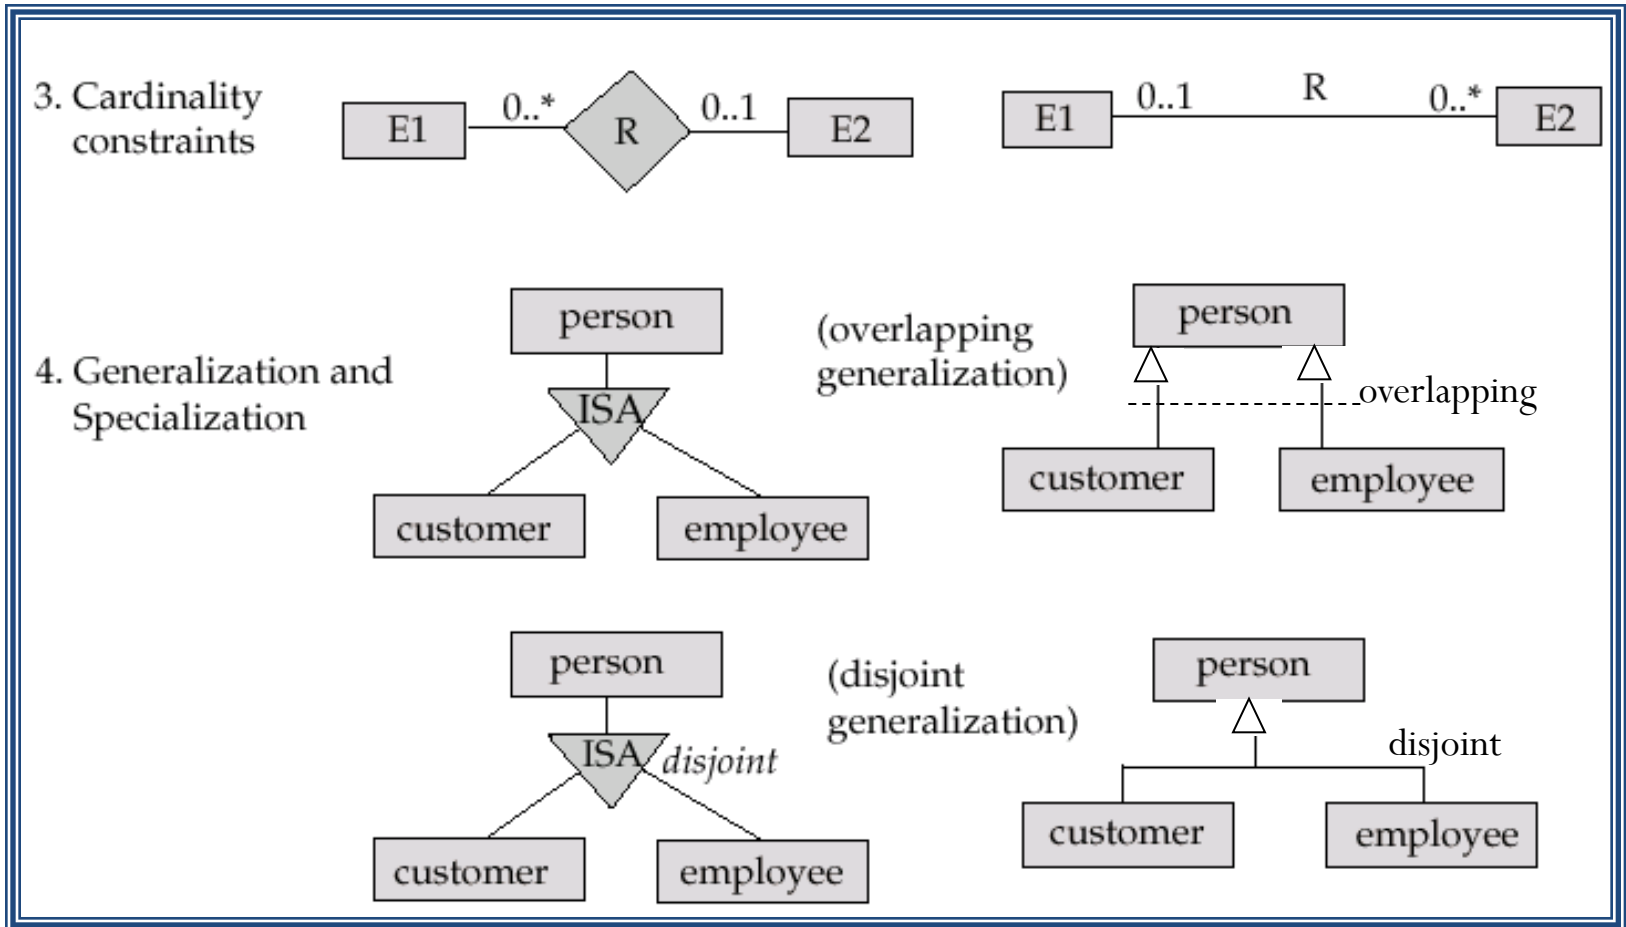 3. Cardinality
constraints
E1
0..*
R
0..1
E2
E1
0..1
R
0..*
E2
4. Generalization and
Specialization
person
ISA
customer
employee
(overlapping
generalization)
person
overlapping
customer
employee
person
ISA
disjoint
customer
employee
(disjoint
generalization)
person
disjoint
customer
employee